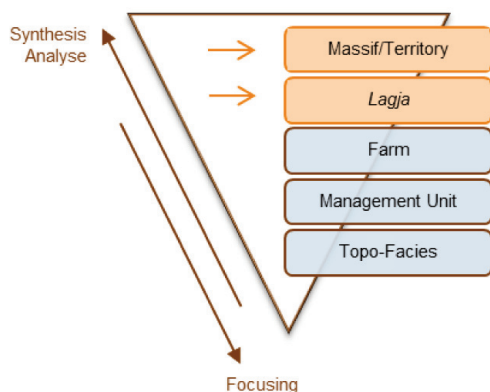 Synthesis
Analyse
Massif/Territory
Lagja
Farm
Management Unit
Topo-Facies
Focusing